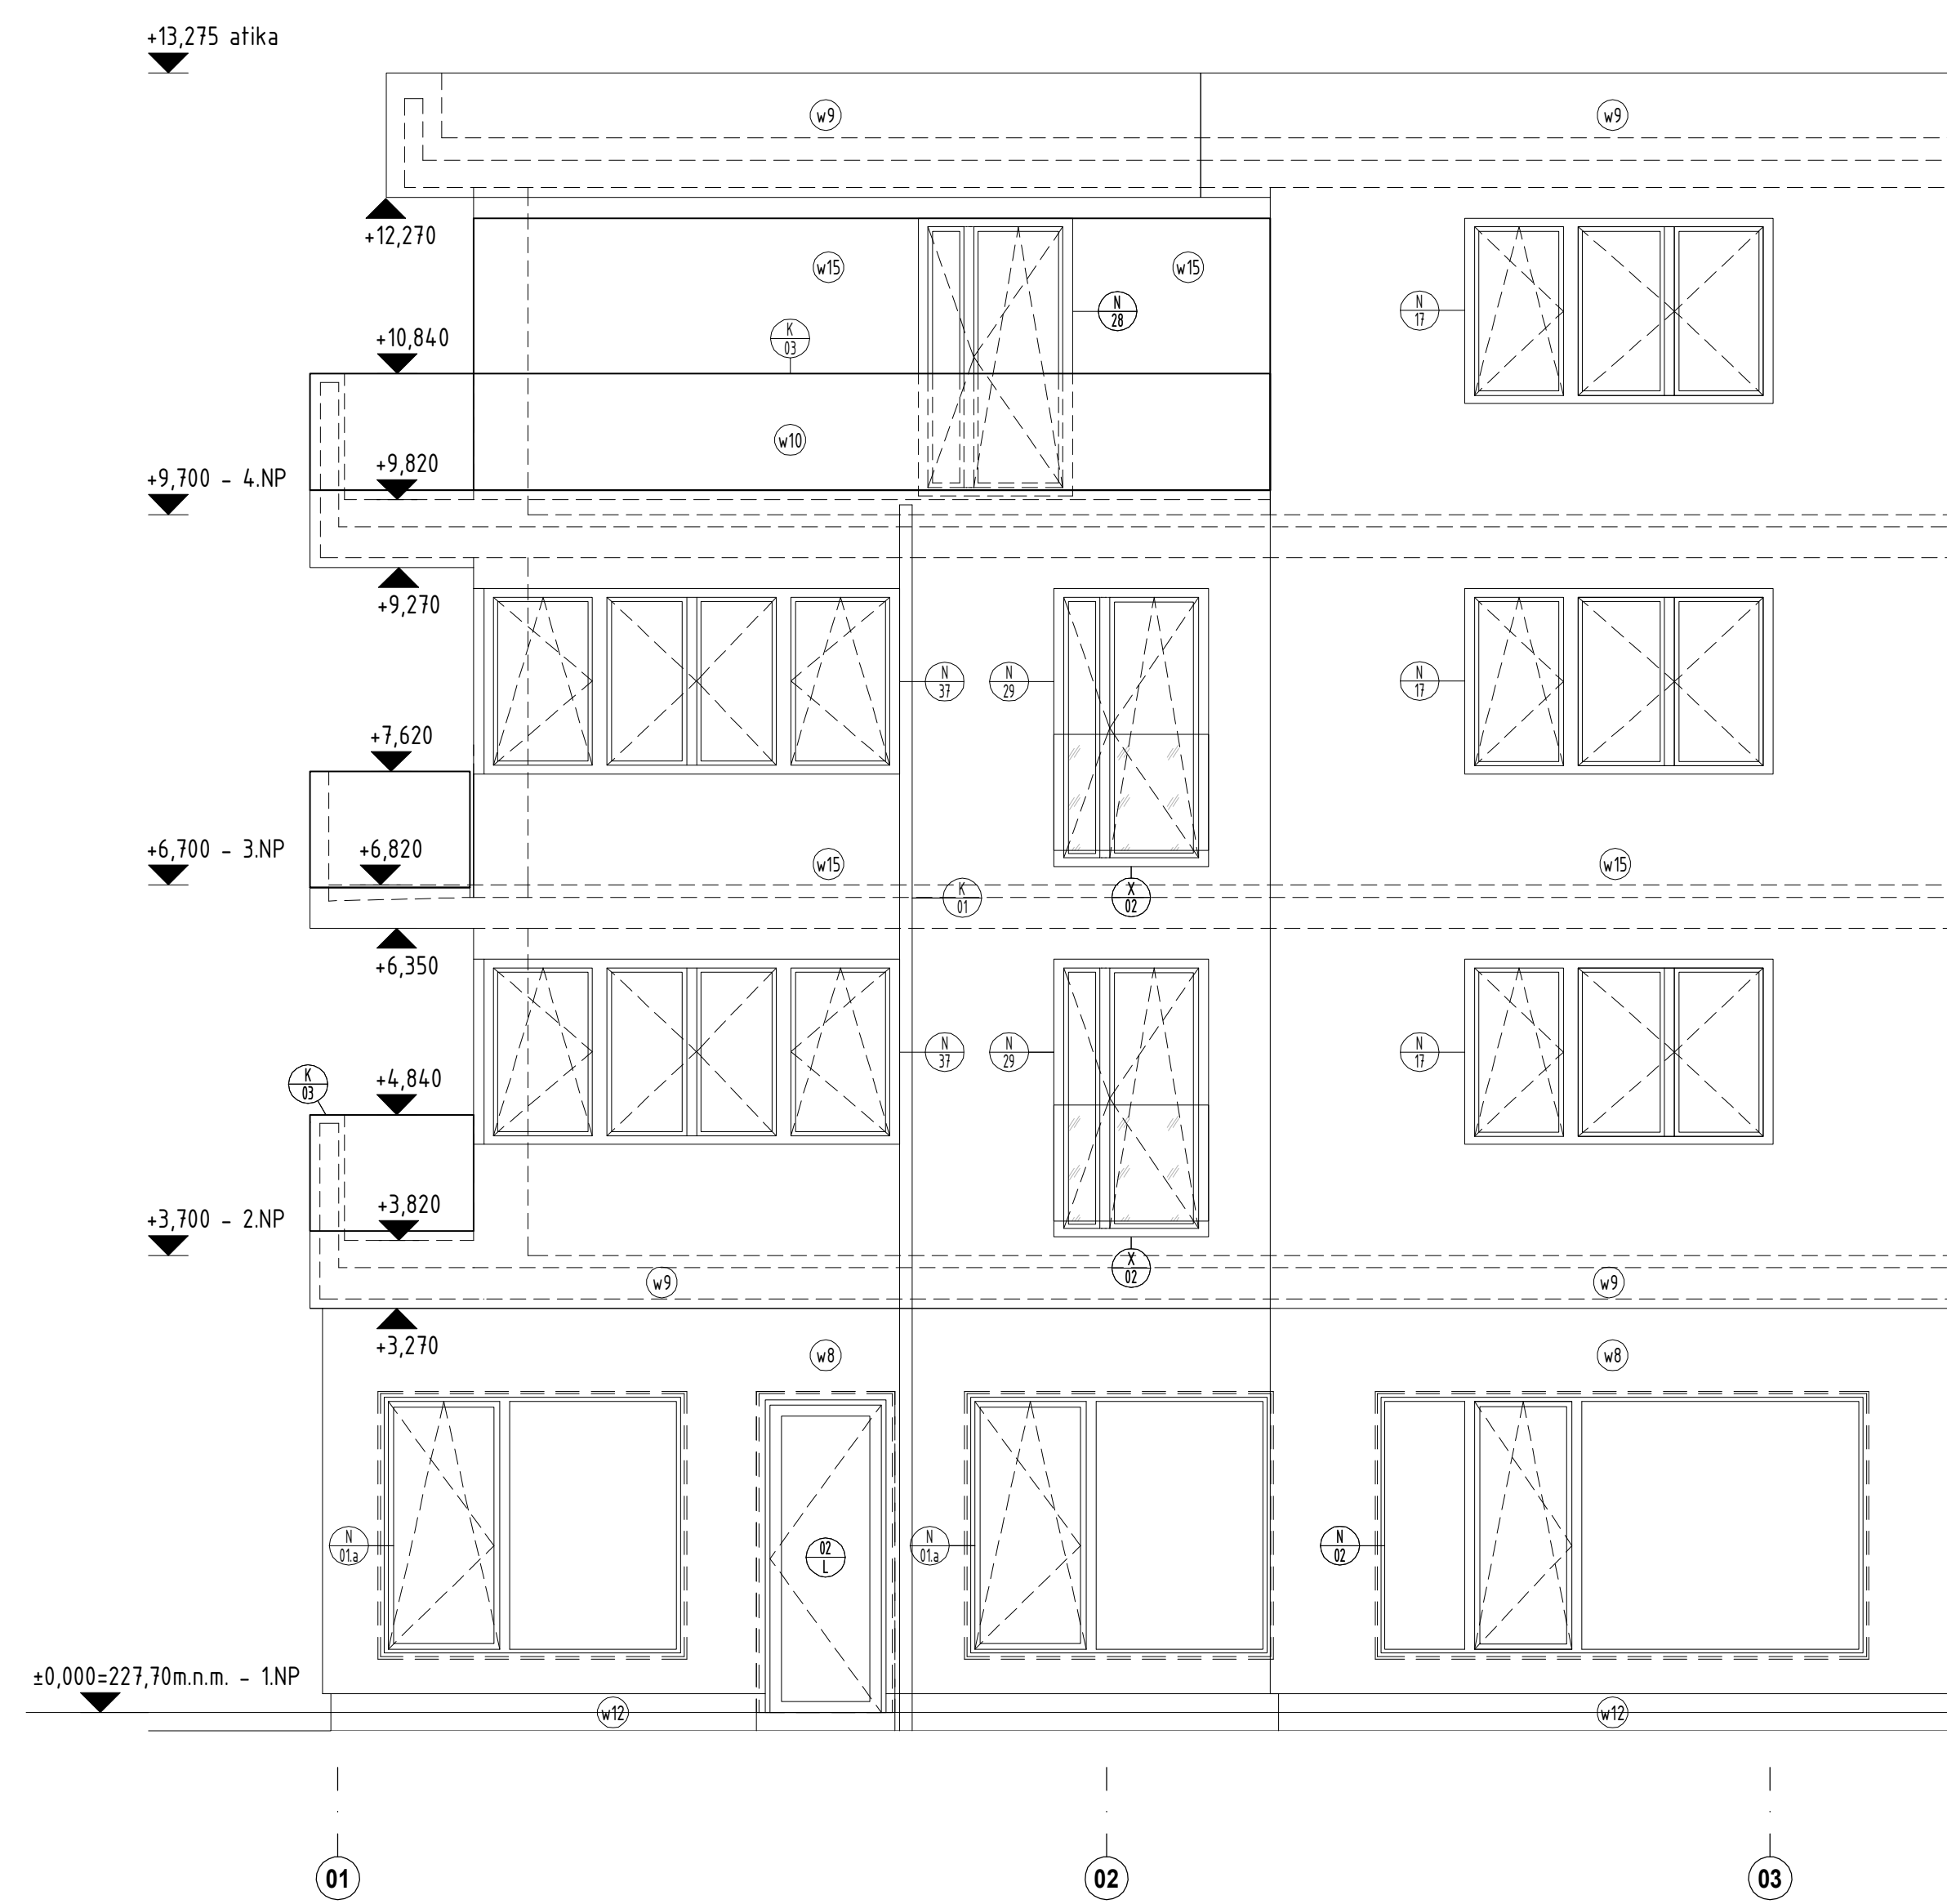 +13,275 atika
w9
w9
+12,270
w15
w15
N
28
N
17
K
03
+10,840
w10
+9,820
+9,700 - 4.NP
+9,270
N
37
N
29
N
17
+7,620
+6,820
+6,700 - 3.NP
w15
w15
K
01
X
02
+6,350
N
37
N
29
N
17
K
03
+4,840
+3,820
+3,700 - 2.NP
X
02
w9
w9
+3,270
w8
w8
N
01.a
02
L
N
01.a
N
02
±0,000=227,70m.n.m. - 1.NP
w12
w12
01
02
03